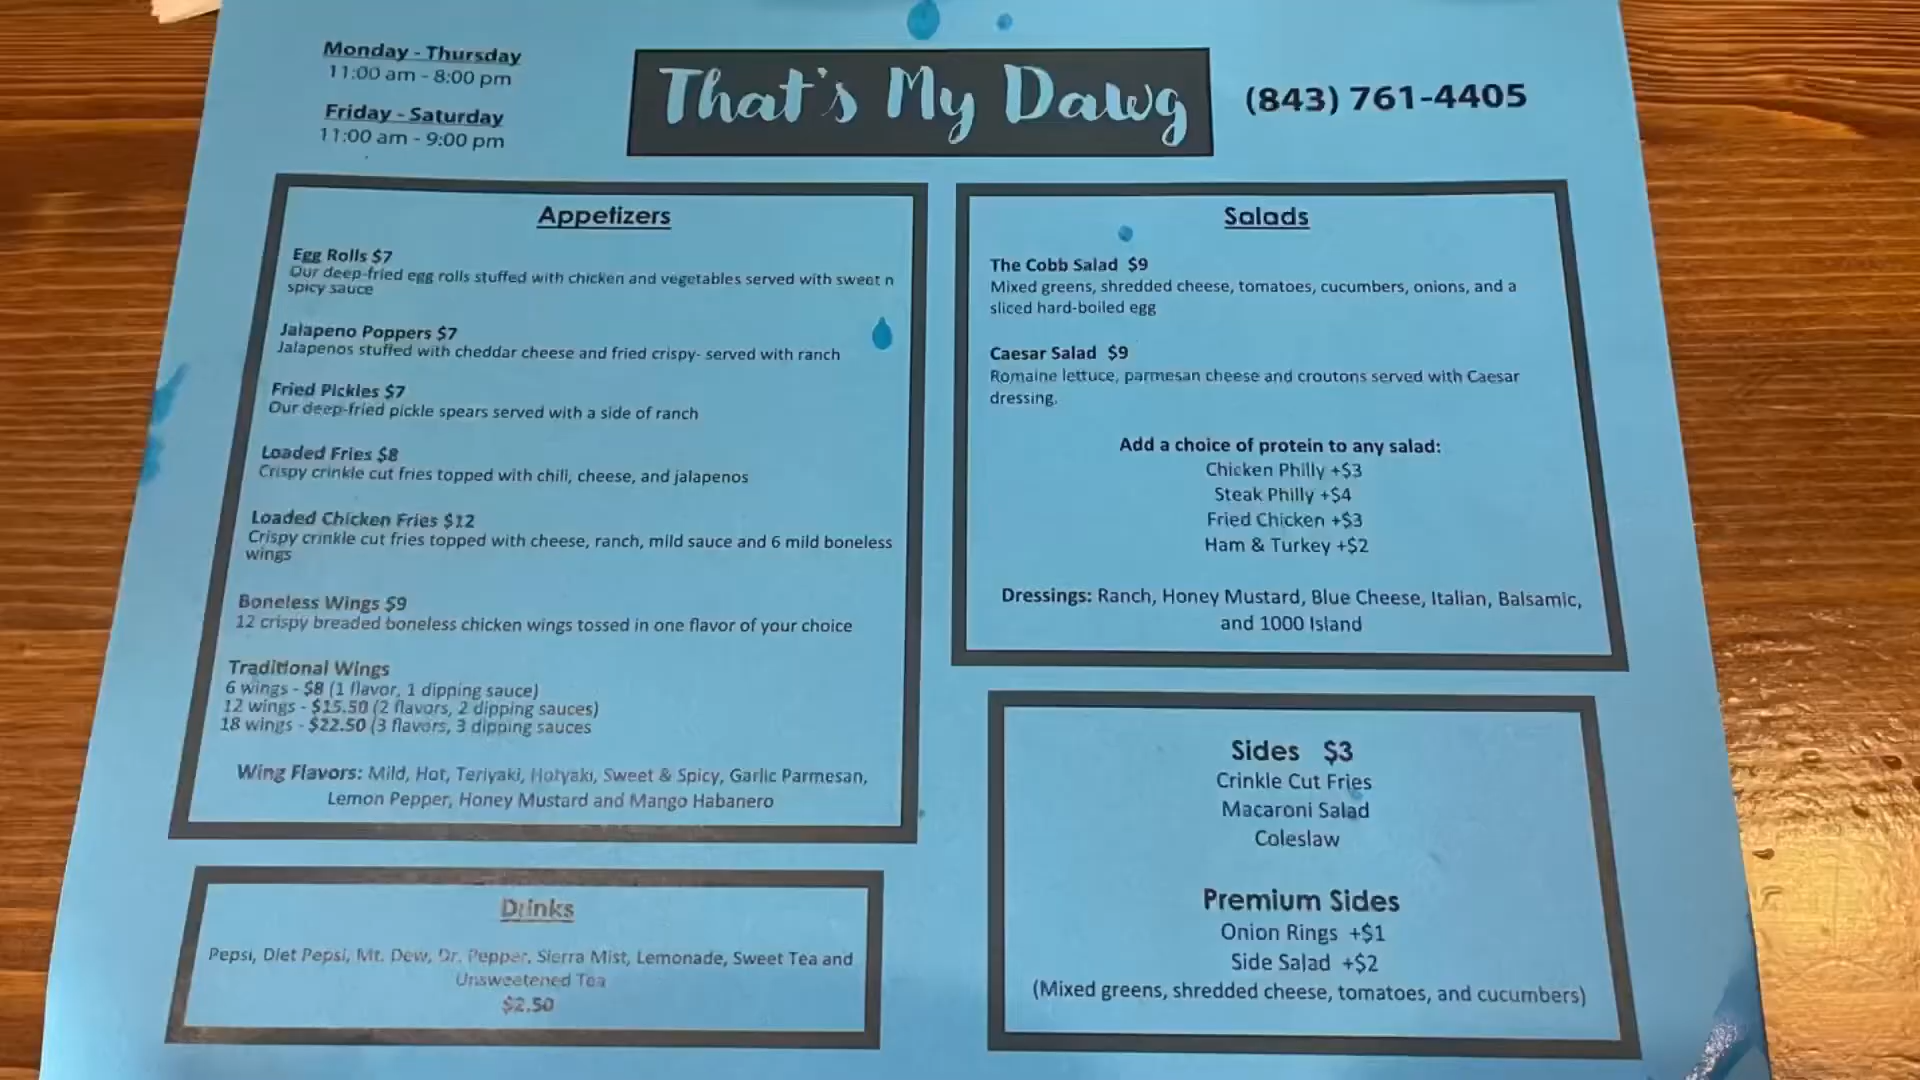 Monday - Thursday
11:00 am - 8:00 pm
Friday - Saturday
11:00 am - 9:00 pm
That's My Dawg
(843) 761-4405
Appetizers
Egg Rolls $7
Our deep-fried egg rolls stuffed with chicken and vegetables served with sweet n
spicy sauce
Jalapeno Poppers $7
Jalapenos stuffed with cheddar cheese and fried crispy- served with ranch
Fried Pickles $7
Our deep-fried pickle spears served with a side of ranch
Loaded Fries $8
Crispy crinkle cut fries topped with chili, cheese, and jalapenos
Loaded Chicken Fries $12
Crispy crinkle cut fries topped with cheese, ranch, mild sauce and 6 mild boneless
wings
Boneless Wings $9
12 crispy breaded boneless chicken wings tossed in one flavor of your choice
Traditional Wings
6 wings - $8 (1 flavor, 1 dipping sauce)
12 wings - $15.50 (2 flavors, 2 dipping sauces)
18 wings - $22.50 (3 flavors, 3 dipping sauces
Wing Flavors: Mild, Hot, Teriyaki, Hotyaki, Sweet & Spicy, Garlic Parmesan,
Lemon Pepper, Honey Mustard and Mango Habanero
Drinks
Pepsi, Diet Pepsi, Mt. Dew, Dr. Pepper, Sierra Mist, Lemonade, Sweet Tea and
Unsweetened Tea
$2.50
Salads
The Cobb Salad $9
Mixed greens, shredded cheese, tomatoes, cucumbers, onions, and a
sliced hard-boiled egg
Caesar Salad $9
Romaine lettuce, parmesan cheese and croutons served with Caesar
dressing.
Add a choice of protein to any salad:
Chicken Philly +$3
Steak Philly +$4
Fried Chicken +$3
Ham & Turkey +$2
Dressings: Ranch, Honey Mustard, Blue Cheese, Italian, Balsamic,
and 1000 Island
Sides $3
Crinkle Cut Fries
Macaroni Salad
Coleslaw
Premium Sides
Onion Rings +$1
Side Salad +$2
(Mixed greens, shredded cheese, tomatoes, and cucumbers)